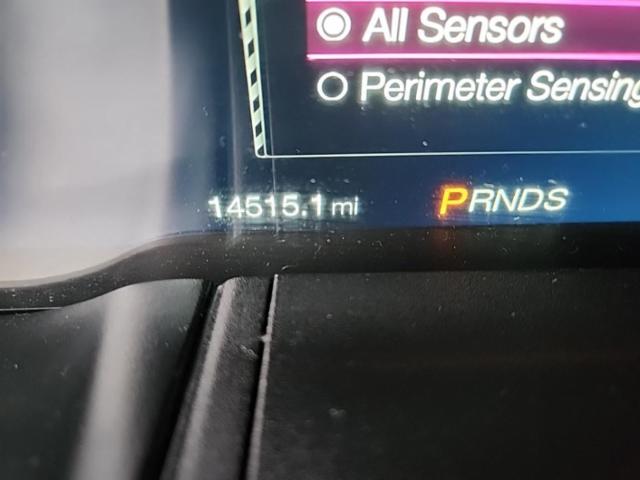 All Sensors
Perimeter Sensing
14515.1 mi PRNDS